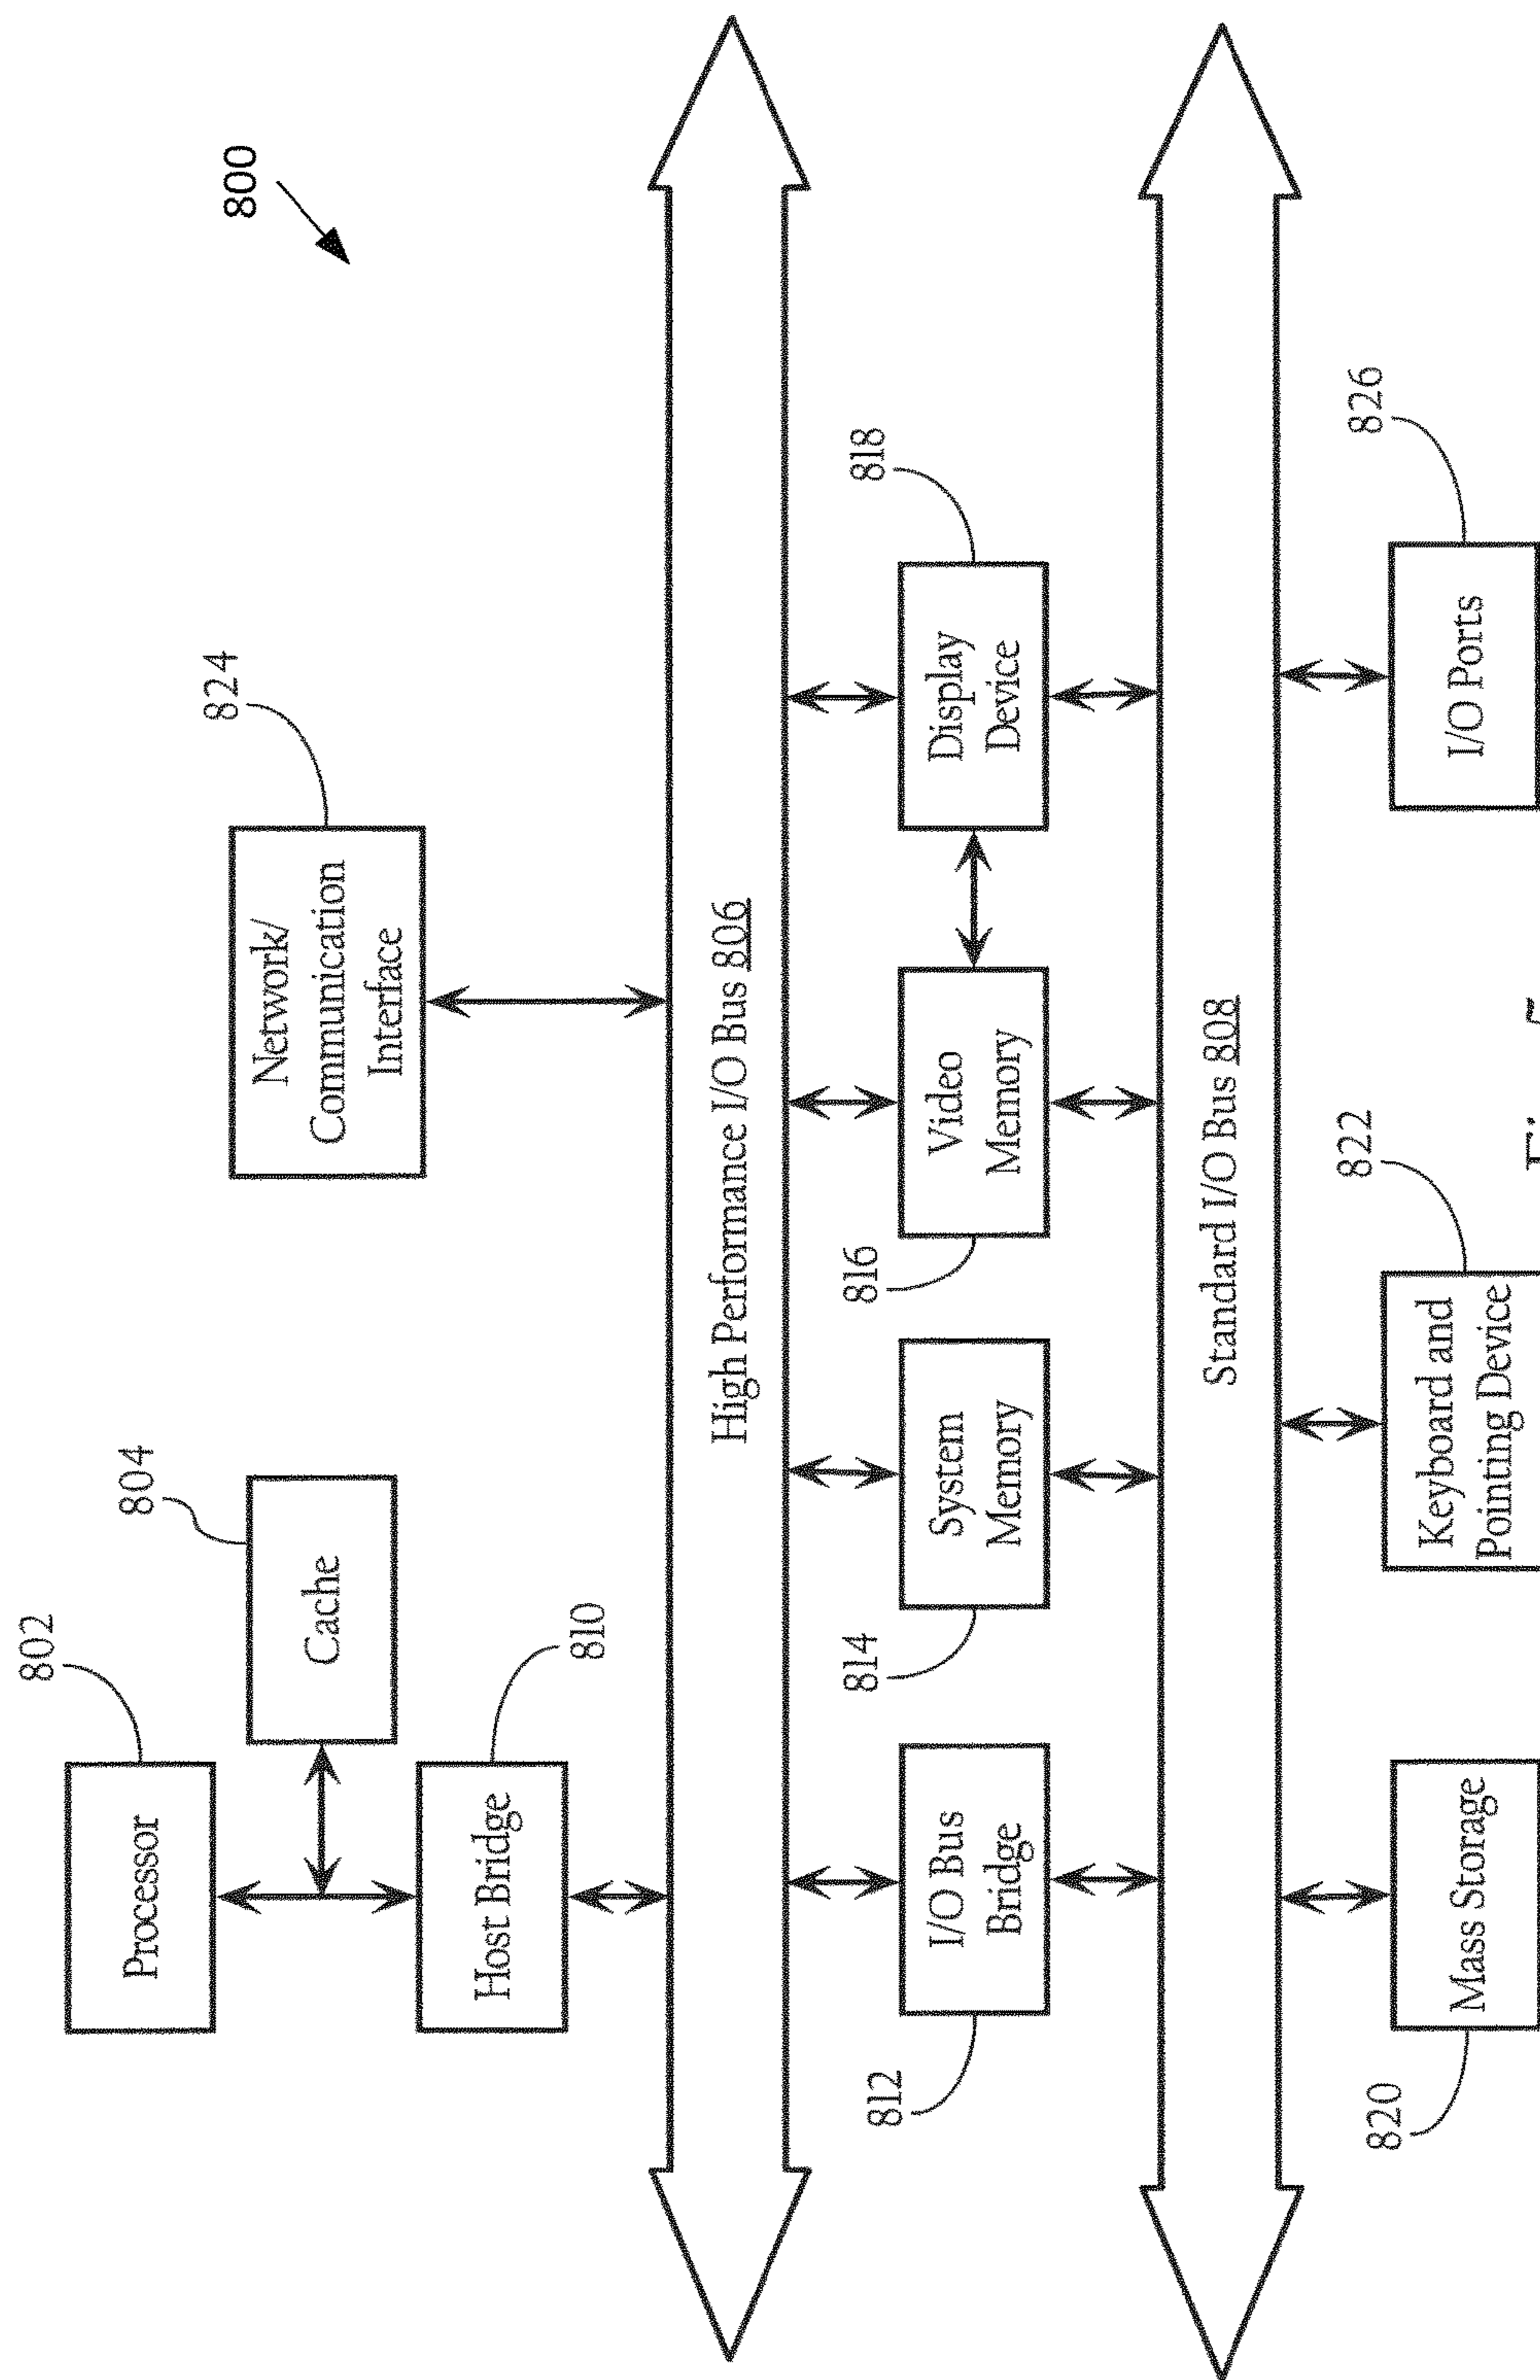 800
802
Processor
804
Cache
Host Bridge
810
824
Network/
Communication
Interface
High Performance I/O Bus 806
812
I/O Bus
Bridge
814
System
Memory
816
Video
Memory
818
Display
Device
Standard I/O Bus 808
820
Mass Storage
822
Keyboard and
Pointing Device
826
I/O Ports